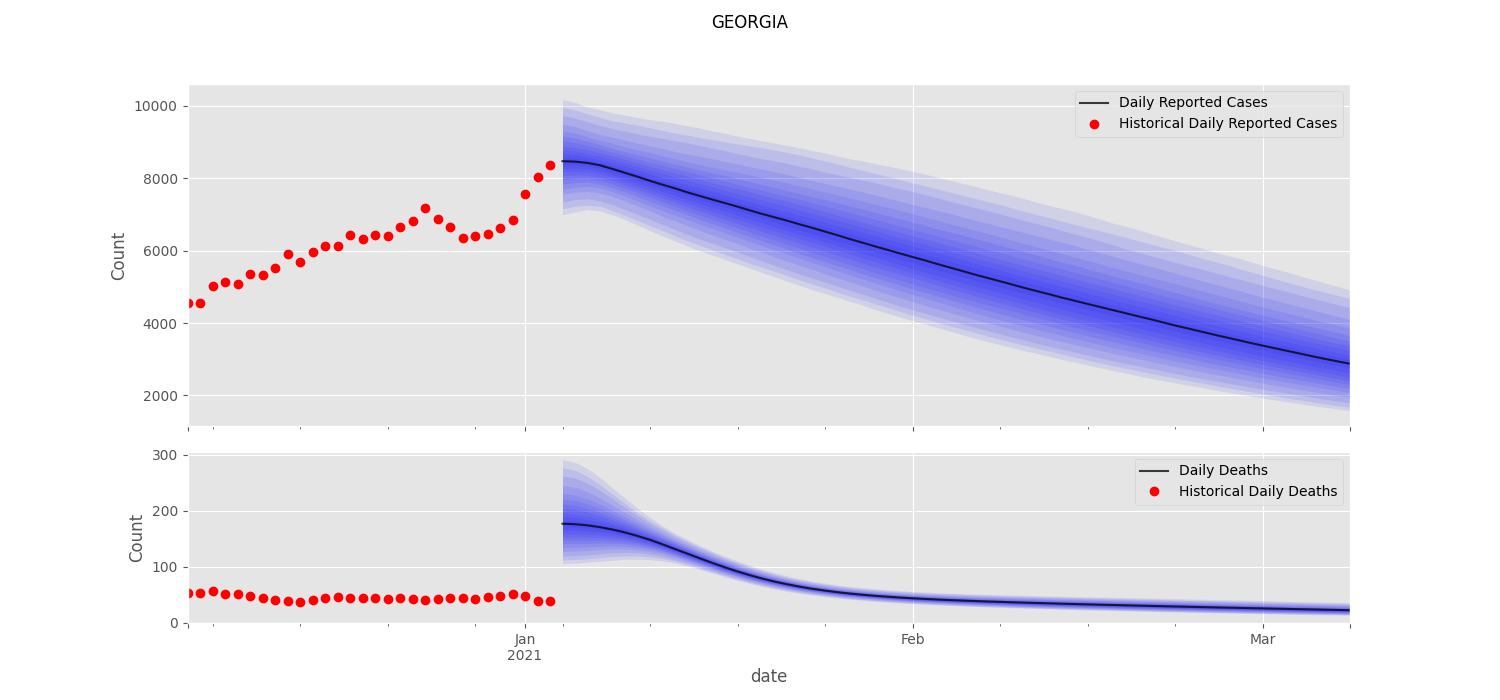 GEORGIA
10000
8000
6000
4000
2000
Count
Daily Reported Cases
Historical Daily Reported Cases
300
200
100
0
Count
Daily Deaths
Historical Daily Deaths
Jan
2021
Feb
Mar
date